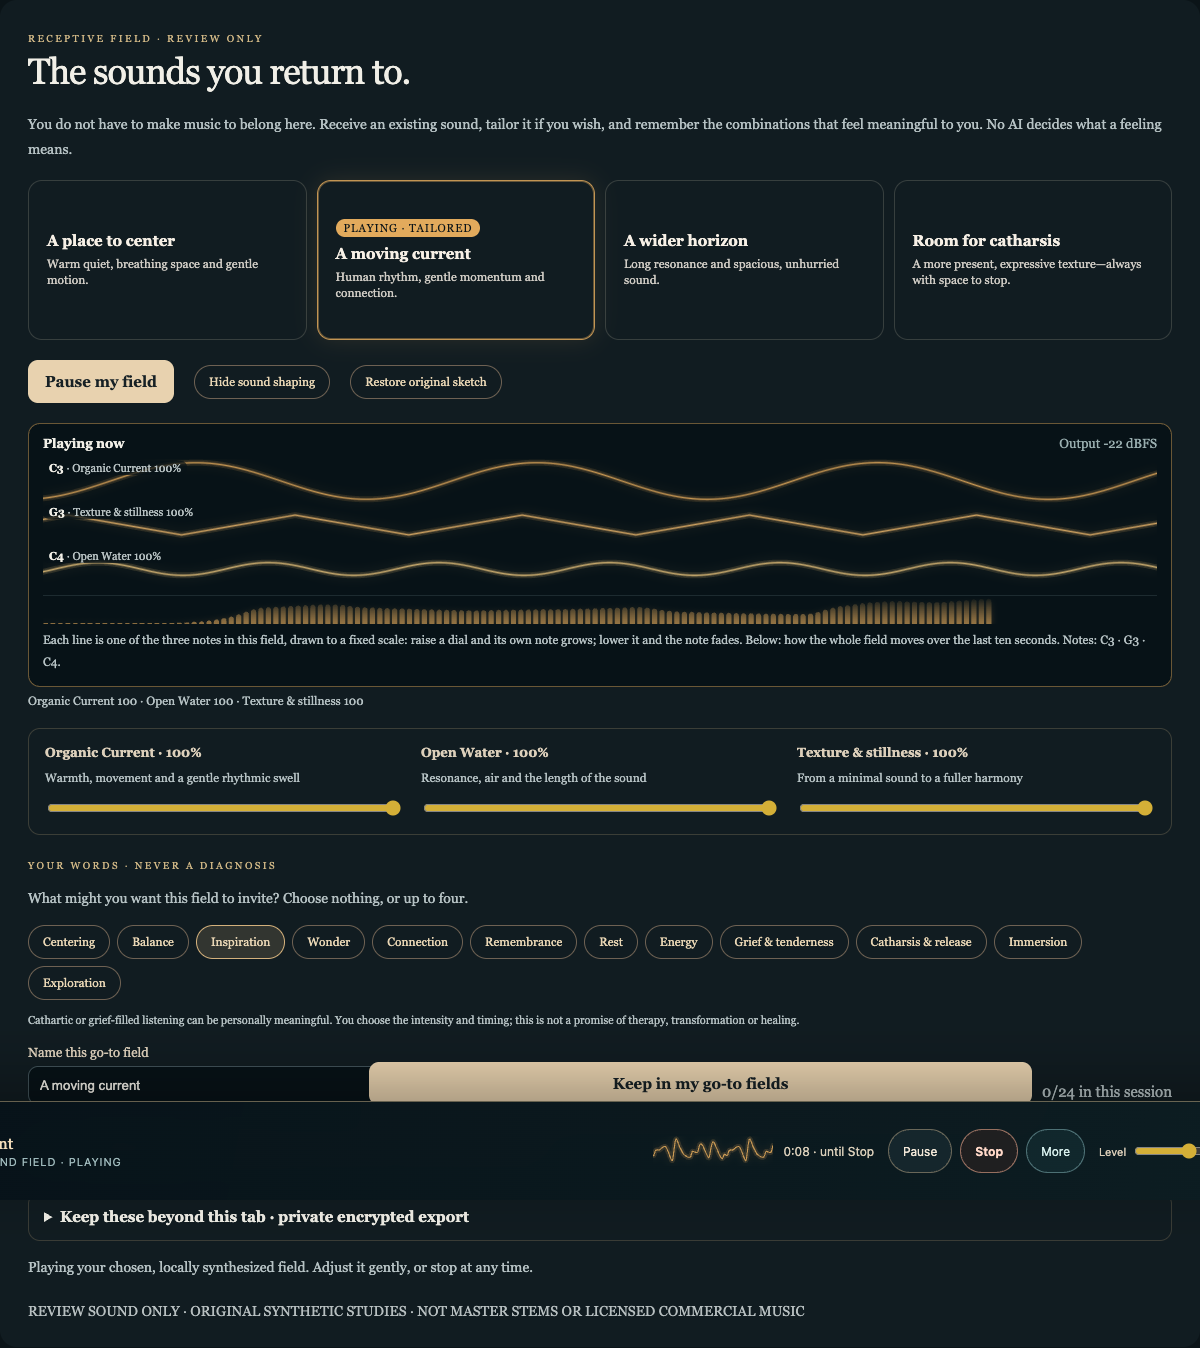 RECEPTIVE FIELD · REVIEW ONLY
The sounds you return to.
You do not have to make music to belong here. Receive an existing sound, tailor it if you wish, and remember the combinations that feel meaningful to you. No AI decides what a feeling
means.
A place to center
Warm quiet, breathing space and gentle
motion.
PLAYING · TAILORED
A moving current
Human rhythm, gentle momentum and
connection.
A wider horizon
Long resonance and spacious, unhurried
sound.
Room for catharsis
A more present, expressive texture—always
with space to stop.
Pause my field
Hide sound shaping
Restore original sketch
Playing now
Output -22 dBFS
C3 · Organic Current 100%
G3 · Texture & stillness 100%
C4 · Open Water 100%
Each line is one of the three notes in this field, drawn to a fixed scale: raise a dial and its own note grows; lower it and the note fades. Below: how the whole field moves over the last ten seconds. Notes: C3 · G3 ·
C4.
Organic Current 100 · Open Water 100 · Texture & stillness 100
Organic Current · 100%
Warmth, movement and a gentle rhythmic swell
Open Water · 100%
Resonance, air and the length of the sound
Texture & stillness · 100%
From a minimal sound to a fuller harmony
YOUR WORDS · NEVER A DIAGNOSIS
What might you want this field to invite? Choose nothing, or up to four.
Centering
Balance
Inspiration
Wonder
Connection
Remembrance
Rest
Energy
Grief & tenderness
Catharsis & release
Immersion
Exploration
Cathartic or grief-filled listening can be personally meaningful. You choose the intensity and timing; this is not a promise of therapy, transformation or healing.
Name this go-to field
A moving current
Keep in my go-to fields
0/24 in this session
nt
ND FIELD · PLAYING
0:08 · until Stop
Pause
Stop
More
Level
Keep these beyond this tab · private encrypted export
Playing your chosen, locally synthesized field. Adjust it gently, or stop at any time.
REVIEW SOUND ONLY · ORIGINAL SYNTHETIC STUDIES · NOT MASTER STEMS OR LICENSED COMMERCIAL MUSIC